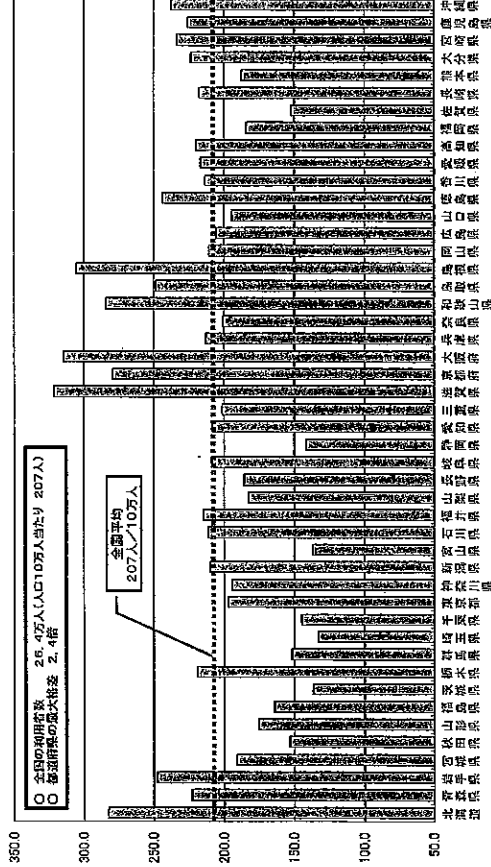 ○ 全国の利用者数 26.4万人（人口10万人当たり 207人）
○ 都道府県の最大格差 2.4倍
全国平均
207人／10万人
350.0
300.0
250.0
200.0
150.0
100.0
50.0
北海道
青森県
岩手県
宮城県
秋田県
山形県
福島県
茨城県
栃木県
群馬県
埼玉県
千葉県
東京都
神奈川県
新潟県
富山県
石川県
福井県
山梨県
長野県
岐阜県
静岡県
愛知県
三重県
滋賀県
京都府
大阪府
兵庫県
奈良県
和歌山県
鳥取県
島根県
岡山県
広島県
山口県
徳島県
香川県
愛媛県
高知県
福岡県
佐賀県
長崎県
熊本県
大分県
宮崎県
鹿児島県
沖縄県